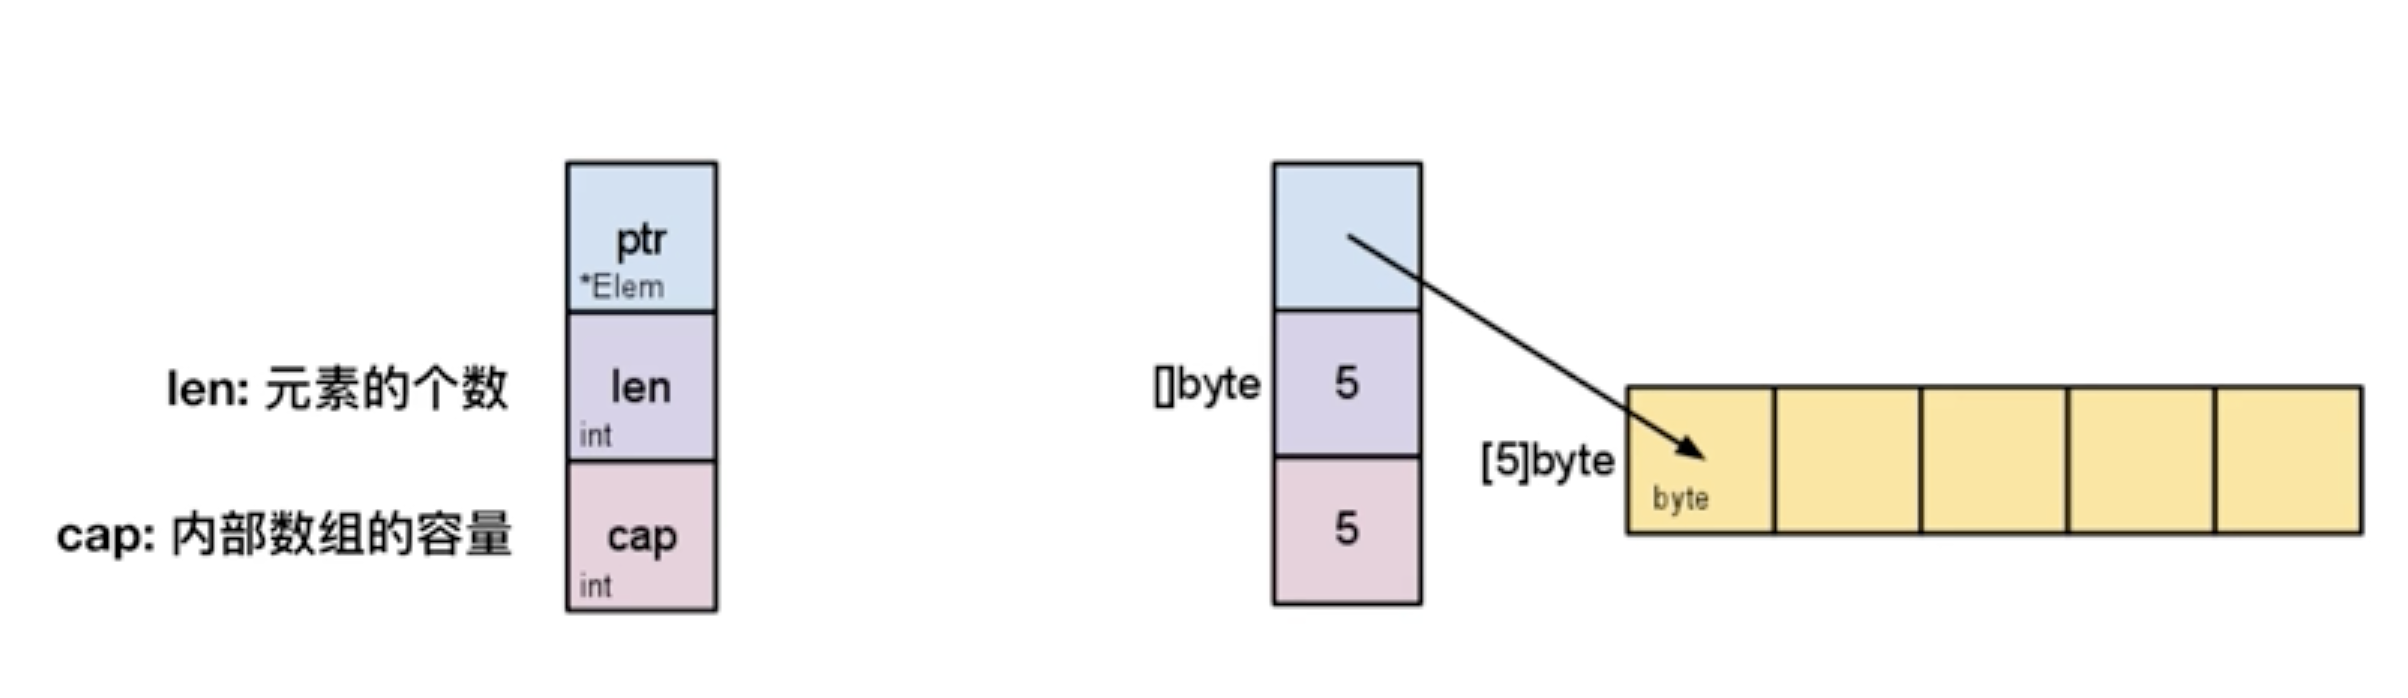 ptr
*Elem
len: 元素的个数
len
int
cap: 内部数组的容量
cap
int
[]byte
5
5
[5]byte
byte